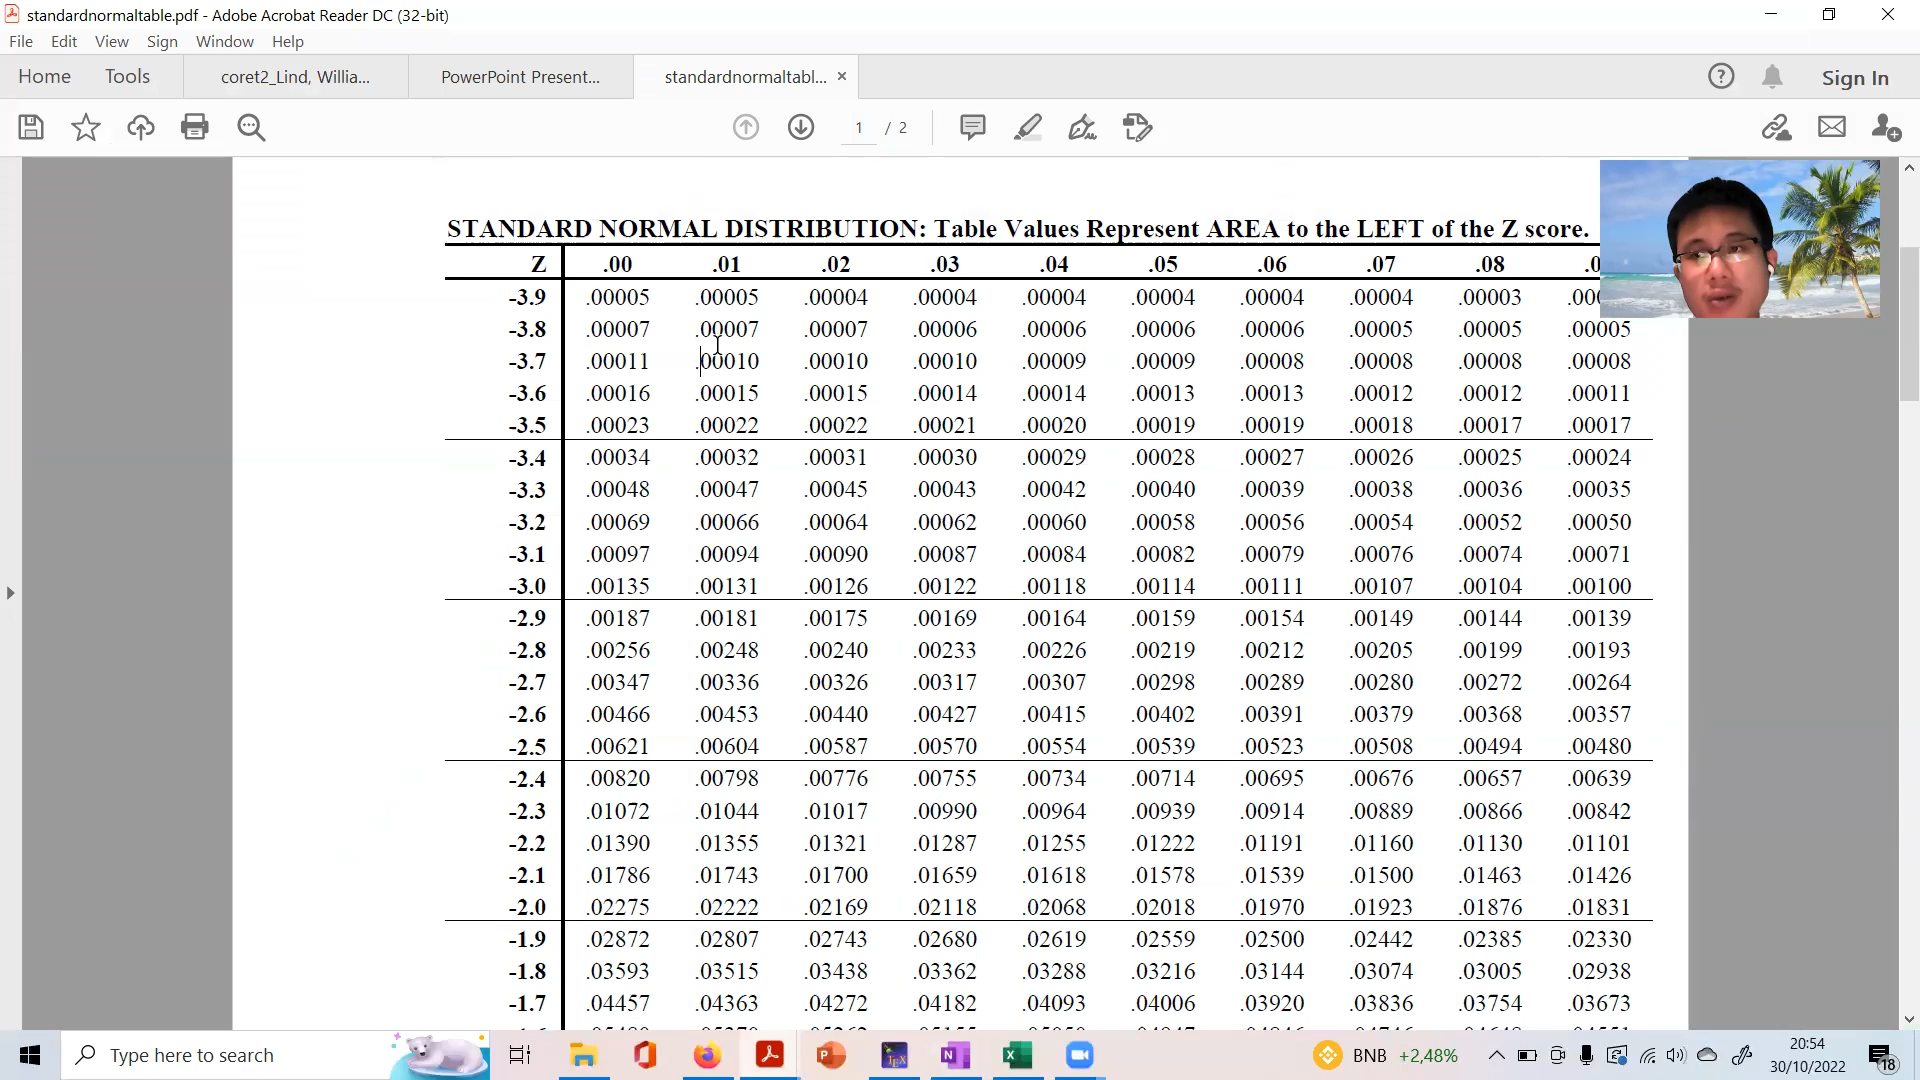 standardnormaltable.pdf - Adobe Acrobat Reader DC (32-bit)
File Edit View Sign Window Help
Home Tools coret2_Lind, Willia... PowerPoint Present... standardnormaltabl... × Sign In
1 / 2
STANDARD NORMAL DISTRIBUTION: Table Values Represent AREA to the LEFT of the Z score.
Z .00 .01 .02 .03 .04 .05 .06 .07 .08
-3.9 .00005 .00005 .00004 .00004 .00004 .00004 .00004 .00004 .00003
-3.8 .00007 .00007 .00007 .00006 .00006 .00006 .00006 .00005 .00005 .00005
-3.7 .00011 .00010 .00010 .00010 .00009 .00009 .00008 .00008 .00008 .00008
-3.6 .00016 .00015 .00015 .00014 .00014 .00013 .00013 .00012 .00012 .00011
-3.5 .00023 .00022 .00022 .00021 .00020 .00019 .00019 .00018 .00017 .00017
-3.4 .00034 .00032 .00031 .00030 .00029 .00028 .00027 .00026 .00025 .00024
-3.3 .00048 .00047 .00045 .00043 .00042 .00040 .00039 .00038 .00036 .00035
-3.2 .00069 .00066 .00064 .00062 .00060 .00058 .00056 .00054 .00052 .00050
-3.1 .00097 .00094 .00090 .00087 .00084 .00082 .00079 .00076 .00074 .00071
-3.0 .00135 .00131 .00126 .00122 .00118 .00114 .00111 .00107 .00104 .00100
-2.9 .00187 .00181 .00175 .00169 .00164 .00159 .00154 .00149 .00144 .00139
-2.8 .00256 .00248 .00240 .00233 .00226 .00219 .00212 .00205 .00199 .00193
-2.7 .00347 .00336 .00326 .00317 .00307 .00298 .00289 .00280 .00272 .00264
-2.6 .00466 .00453 .00440 .00427 .00415 .00402 .00391 .00379 .00368 .00357
-2.5 .00621 .00604 .00587 .00570 .00554 .00539 .00523 .00508 .00494 .00480
-2.4 .00820 .00798 .00776 .00755 .00734 .00714 .00695 .00676 .00657 .00639
-2.3 .01072 .01044 .01017 .00990 .00964 .00939 .00914 .00889 .00866 .00842
-2.2 .01390 .01355 .01321 .01287 .01255 .01222 .01191 .01160 .01130 .01101
-2.1 .01786 .01743 .01700 .01659 .01618 .01578 .01539 .01500 .01463 .01426
-2.0 .02275 .02222 .02169 .02118 .02068 .02018 .01970 .01923 .01876 .01831
-1.9 .02872 .02807 .02743 .02680 .02619 .02559 .02500 .02442 .02385 .02330
-1.8 .03593 .03515 .03438 .03362 .03288 .03216 .03144 .03074 .03005 .02938
-1.7 .04457 .04363 .04272 .04182 .04093 .04006 .03920 .03836 .03754 .03673
Type here to search
BNB +2,48%
20:54
30/10/2022
18